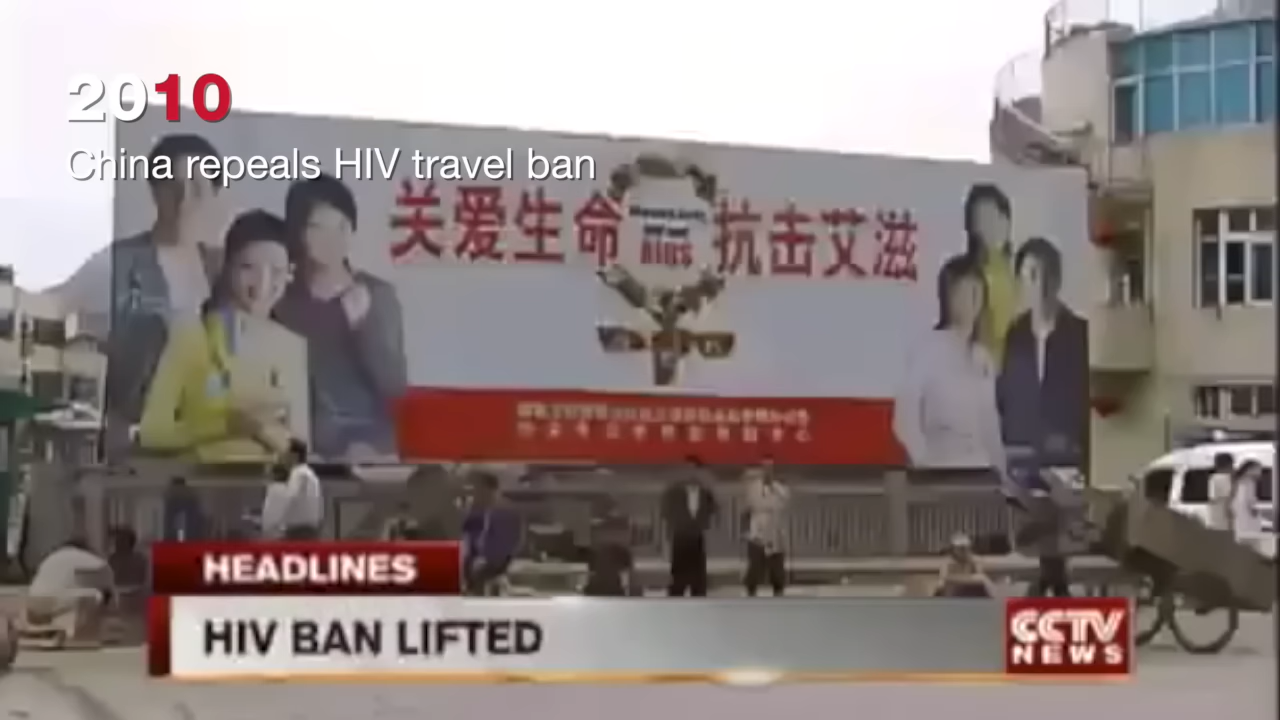 2010
China repeals HIV travel ban
关爱生命 抗击艾滋
AIDS
HEADLINES
HIV BAN LIFTED
CCTV
NEWS